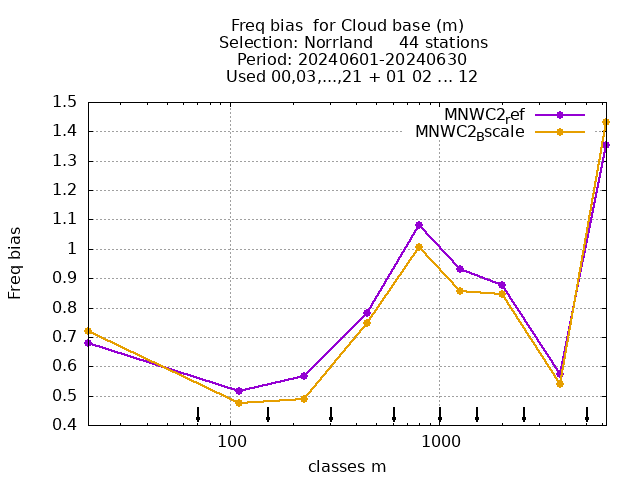 Freq bias  for Cloud base (m)
Selection: Norrland     44 stations
Period: 20240601-20240630
Used 00,03,...,21 + 01 02 ... 12
MNWC2ref
MNWC2Bscale
1.5
1.4
1.3
1.2
1.1
1
0.9
0.8
0.7
0.6
0.5
0.4
Freq bias
100
1000
classes m